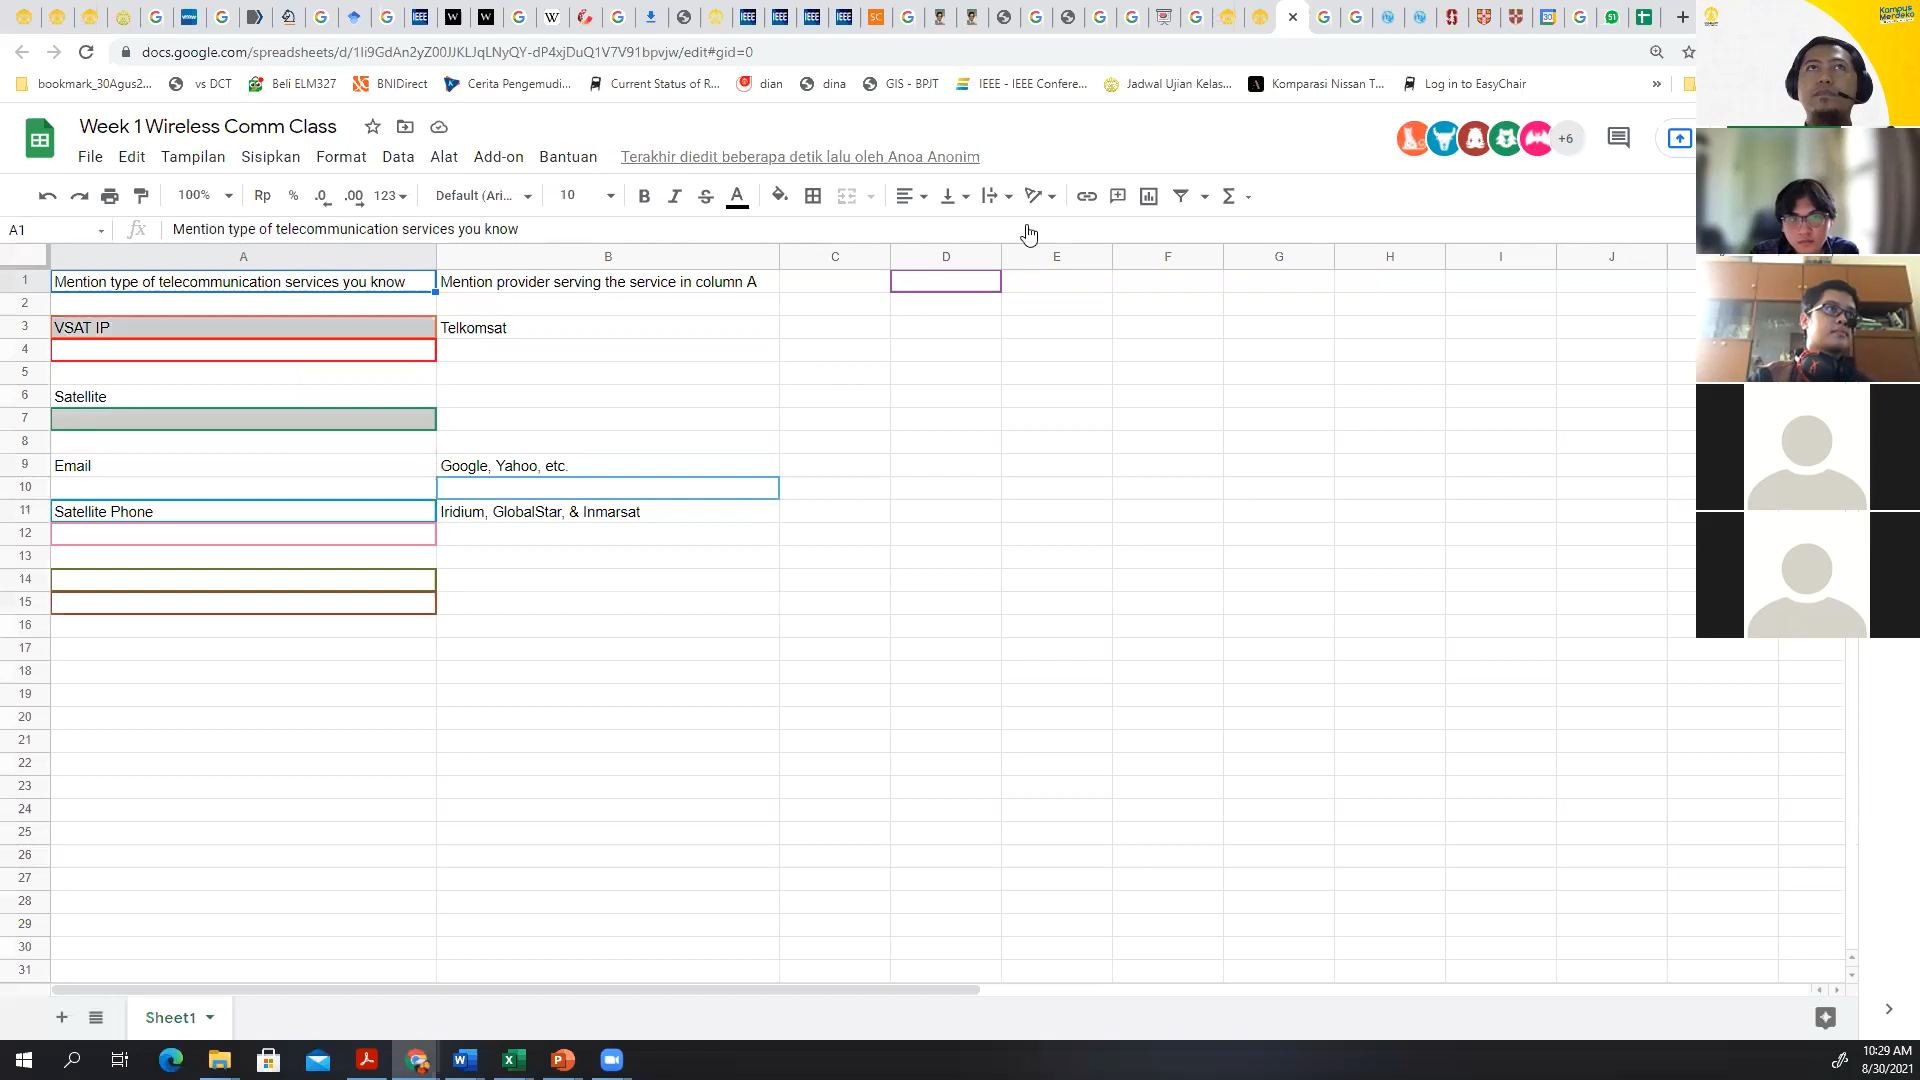 docs.google.com/spreadsheets/d/1Ii9GdAn2yZ00JJKLJqLNyQY-dP4xjDuQ1V7V91bpvjw/edit#gid=0
bookmark_30Agus2... vs DCT Beli ELM327 BNIDirect Cerita Pengemudi... Current Status of R... dian dina GIS - BPJT IEEE - IEEE Confere... Jadwal Ujian Kelas... Komparasi Nissan T... Log in to EasyChair »
Week 1 Wireless Comm Class
+6
File Edit Tampilan Sisipkan Format Data Alat Add-on Bantuan Terakhir diedit beberapa detik lalu oleh Anoa Anonim
100% Rp % .0 .00 123 Default (Ari... 10 B I S A
A1 fx Mention type of telecommunication services you know
A B C D E F G H I J
1 Mention type of telecommunication services you know Mention provider serving the service in column A
2
3 VSAT IP Telkomsat
4
5
6 Satellite
7
8
9 Email Google, Yahoo, etc.
10
11 Satellite Phone Iridium, GlobalStar, & Inmarsat
12
13
14
15
16
17
18
19
20
21
22
23
24
25
26
27
28
29
30
31
Sheet1
10:29 AM
8/30/2021
Kampus
Merdeka